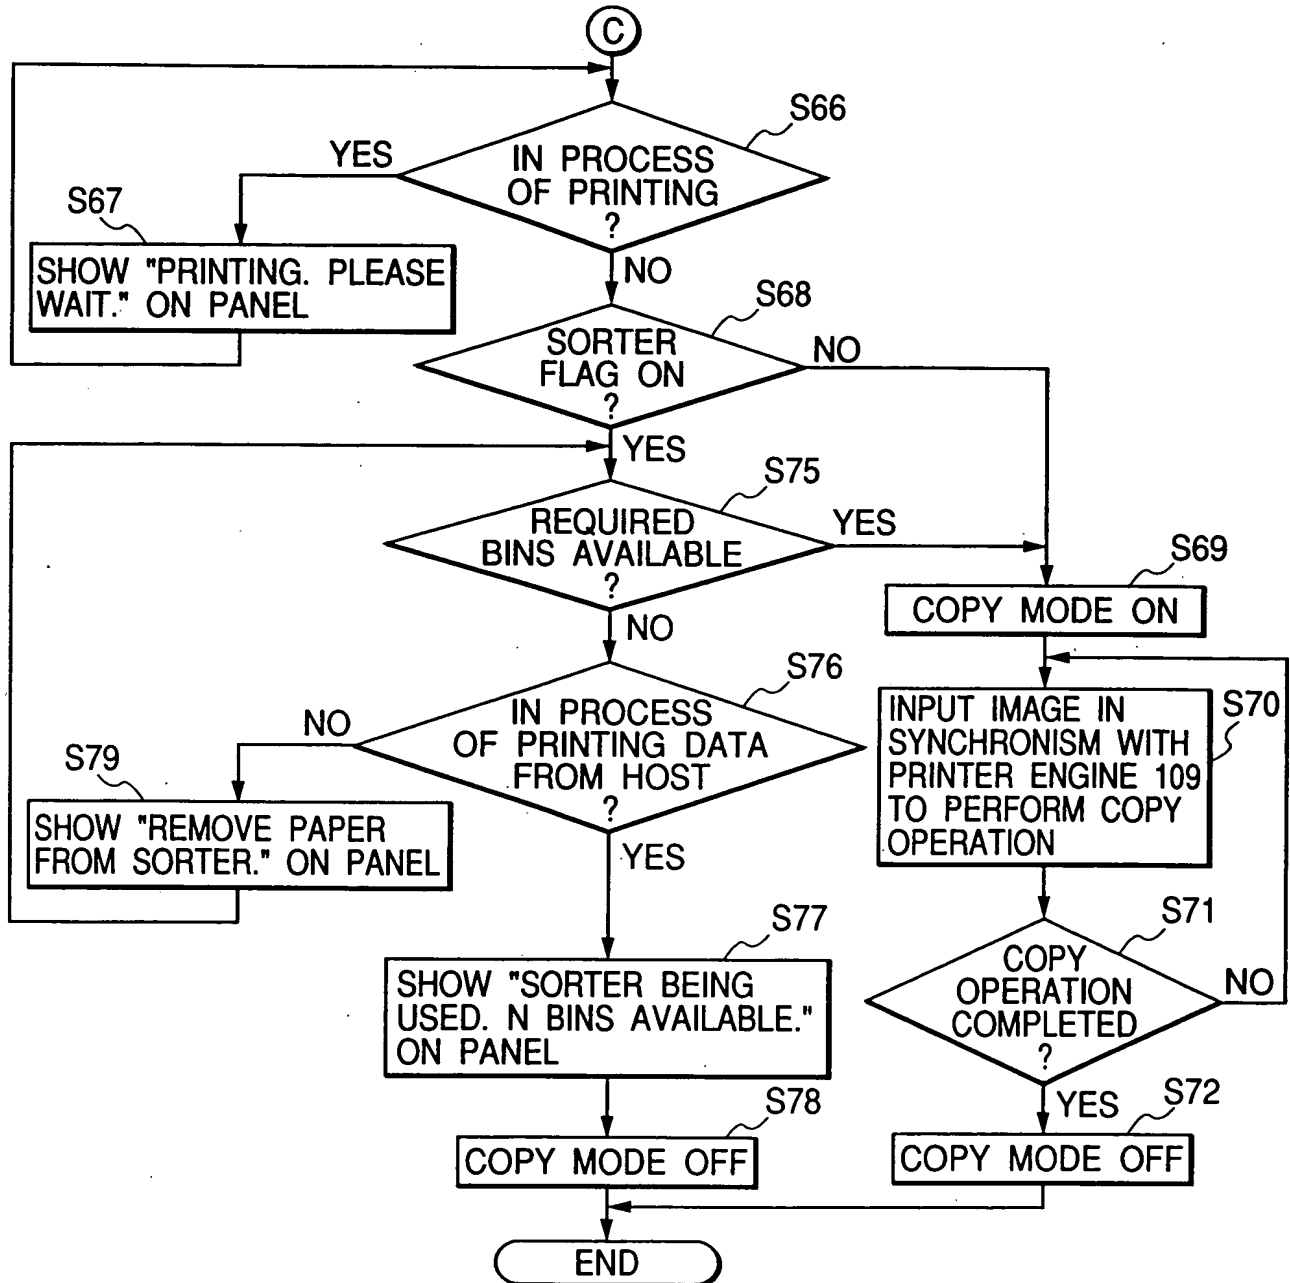 C
S66
YES
IN PROCESS
OF PRINTING
?
S67
NO
SHOW "PRINTING. PLEASE
WAIT." ON PANEL
S68
SORTER
FLAG ON
?
NO
YES
S75
REQUIRED
BINS AVAILABLE
?
YES
S69
COPY MODE ON
NO
S76
IN PROCESS
OF PRINTING DATA
FROM HOST
?
NO
S79
SHOW "REMOVE PAPER
FROM SORTER." ON PANEL
INPUT IMAGE IN
SYNCHRONISM WITH
PRINTER ENGINE 109
TO PERFORM COPY
OPERATION
S70
YES
S71
COPY
OPERATION
COMPLETED
?
NO
S77
SHOW "SORTER BEING
USED. N BINS AVAILABLE."
ON PANEL
YES
S78
COPY MODE OFF
S72
COPY MODE OFF
END